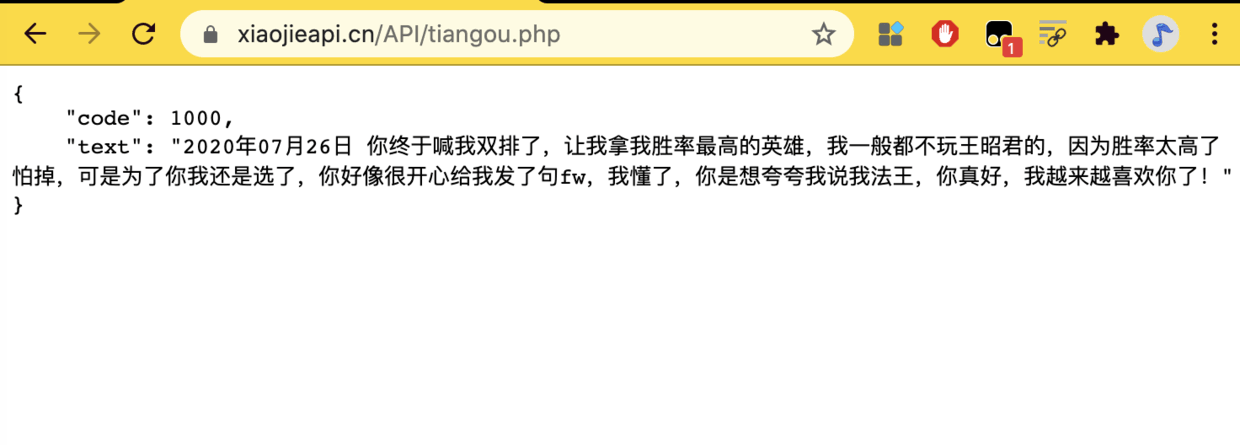 xiaojieapi.cn/API/tiangou.php
1
{
"code": 1000,
"text": "2020年07月26日 你终于喊我双排了，让我拿我胜率最高的英雄，我一般都不玩王昭君的，因为胜率太高了
怕掉，可是为了你我还是选了，你好像很开心给我发了句fw，我懂了，你是想夸夸我说我法王，你真好，我越来越喜欢你了！"
}